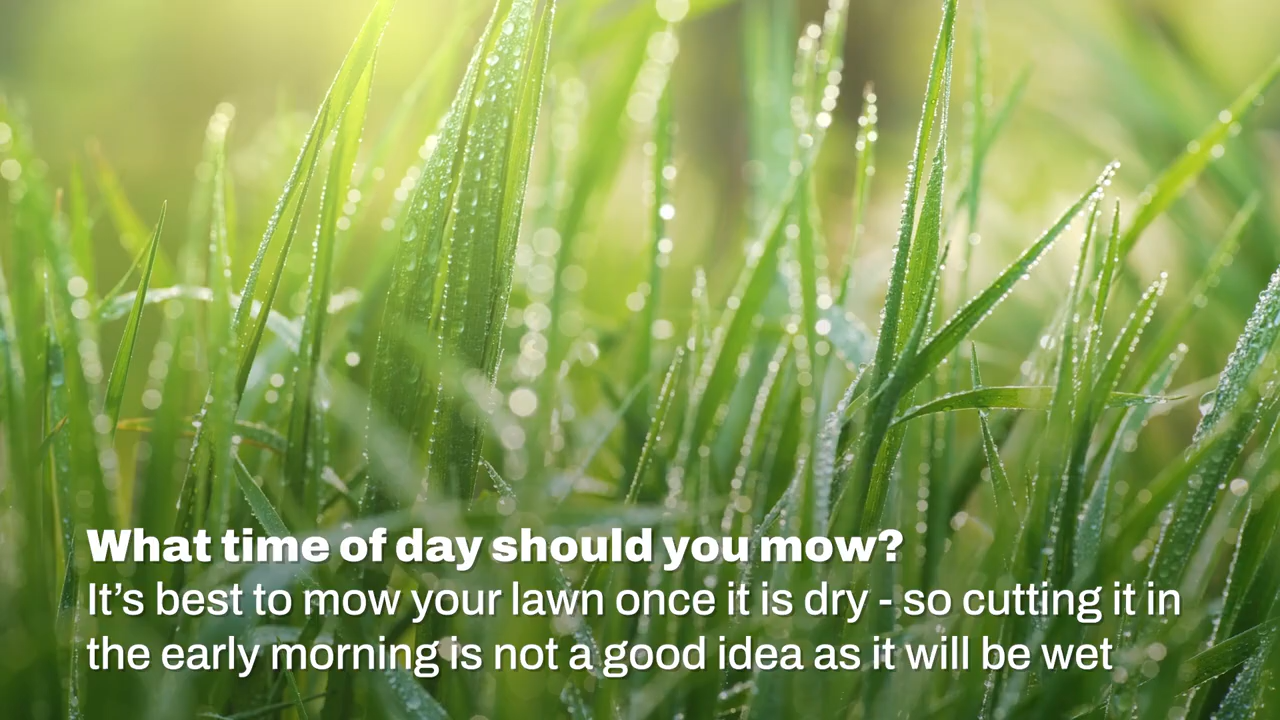 What time of day should you mow?
It’s best to mow your lawn once it is dry - so cutting it in
the early morning is not a good idea as it will be wet